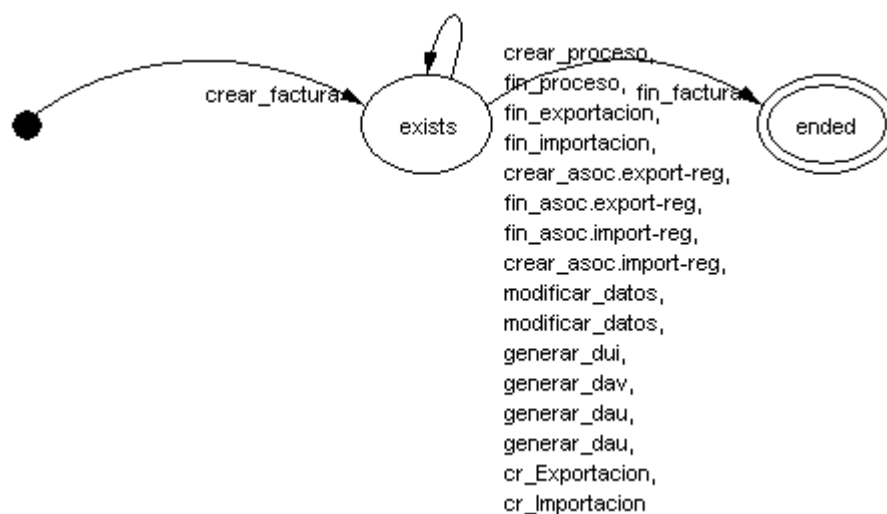 crear_proceso,
crear_factura
fin_proceso,
fin_factura
exists
fin_exportacion,
ended
fin_importacion,
crear_asoc.export-reg,
fin_asoc.export-reg,
fin_asoc.import-reg,
crear_asoc.import-reg,
modificar_datos,
modificar_datos,
generar_dui,
generar_dav,
generar_dau,
generar_dau,
cr_Exportacion,
cr_Importacion